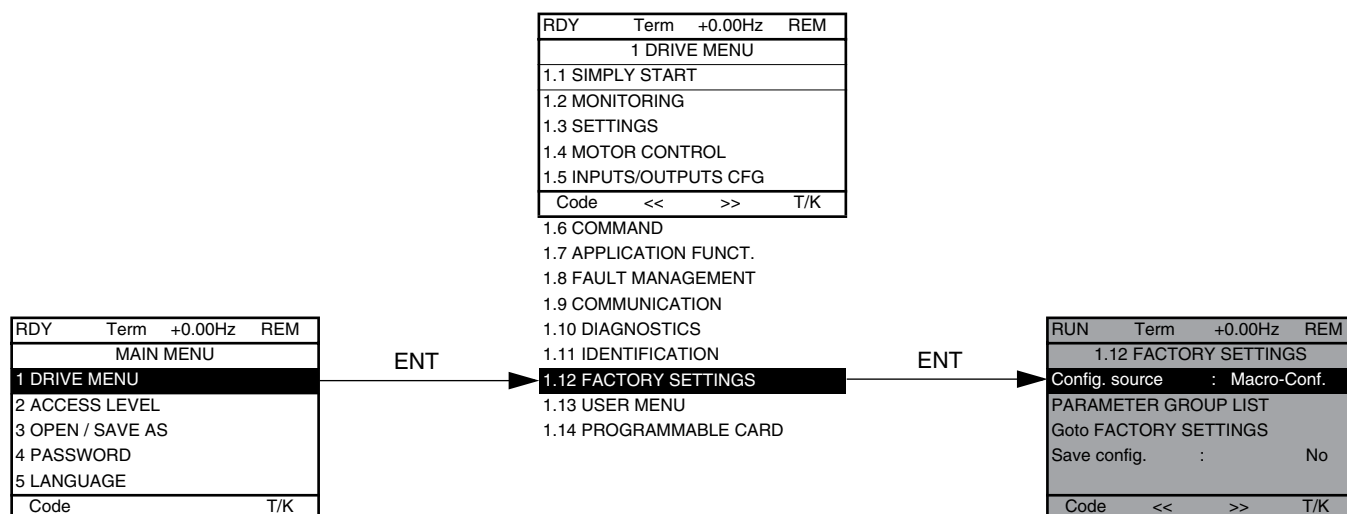 RDY Term +0.00Hz REM
1 DRIVE MENU
1.1 SIMPLY START
1.2 MONITORING
1.3 SETTINGS
1.4 MOTOR CONTROL
1.5 INPUTS/OUTPUTS CFG
Code << >> T/K
1.6 COMMAND
1.7 APPLICATION FUNCT.
1.8 FAULT MANAGEMENT
1.9 COMMUNICATION
1.10 DIAGNOSTICS
1.11 IDENTIFICATION
1.12 FACTORY SETTINGS
1.13 USER MENU
1.14 PROGRAMMABLE CARD
RDY Term +0.00Hz REM
MAIN MENU
1 DRIVE MENU
2 ACCESS LEVEL
3 OPEN / SAVE AS
4 PASSWORD
5 LANGUAGE
Code T/K
ENT
ENT
RUN Term +0.00Hz REM
1.12 FACTORY SETTINGS
Config. source : Macro-Conf.
PARAMETER GROUP LIST
Goto FACTORY SETTINGS
Save config. : No
Code << >> T/K